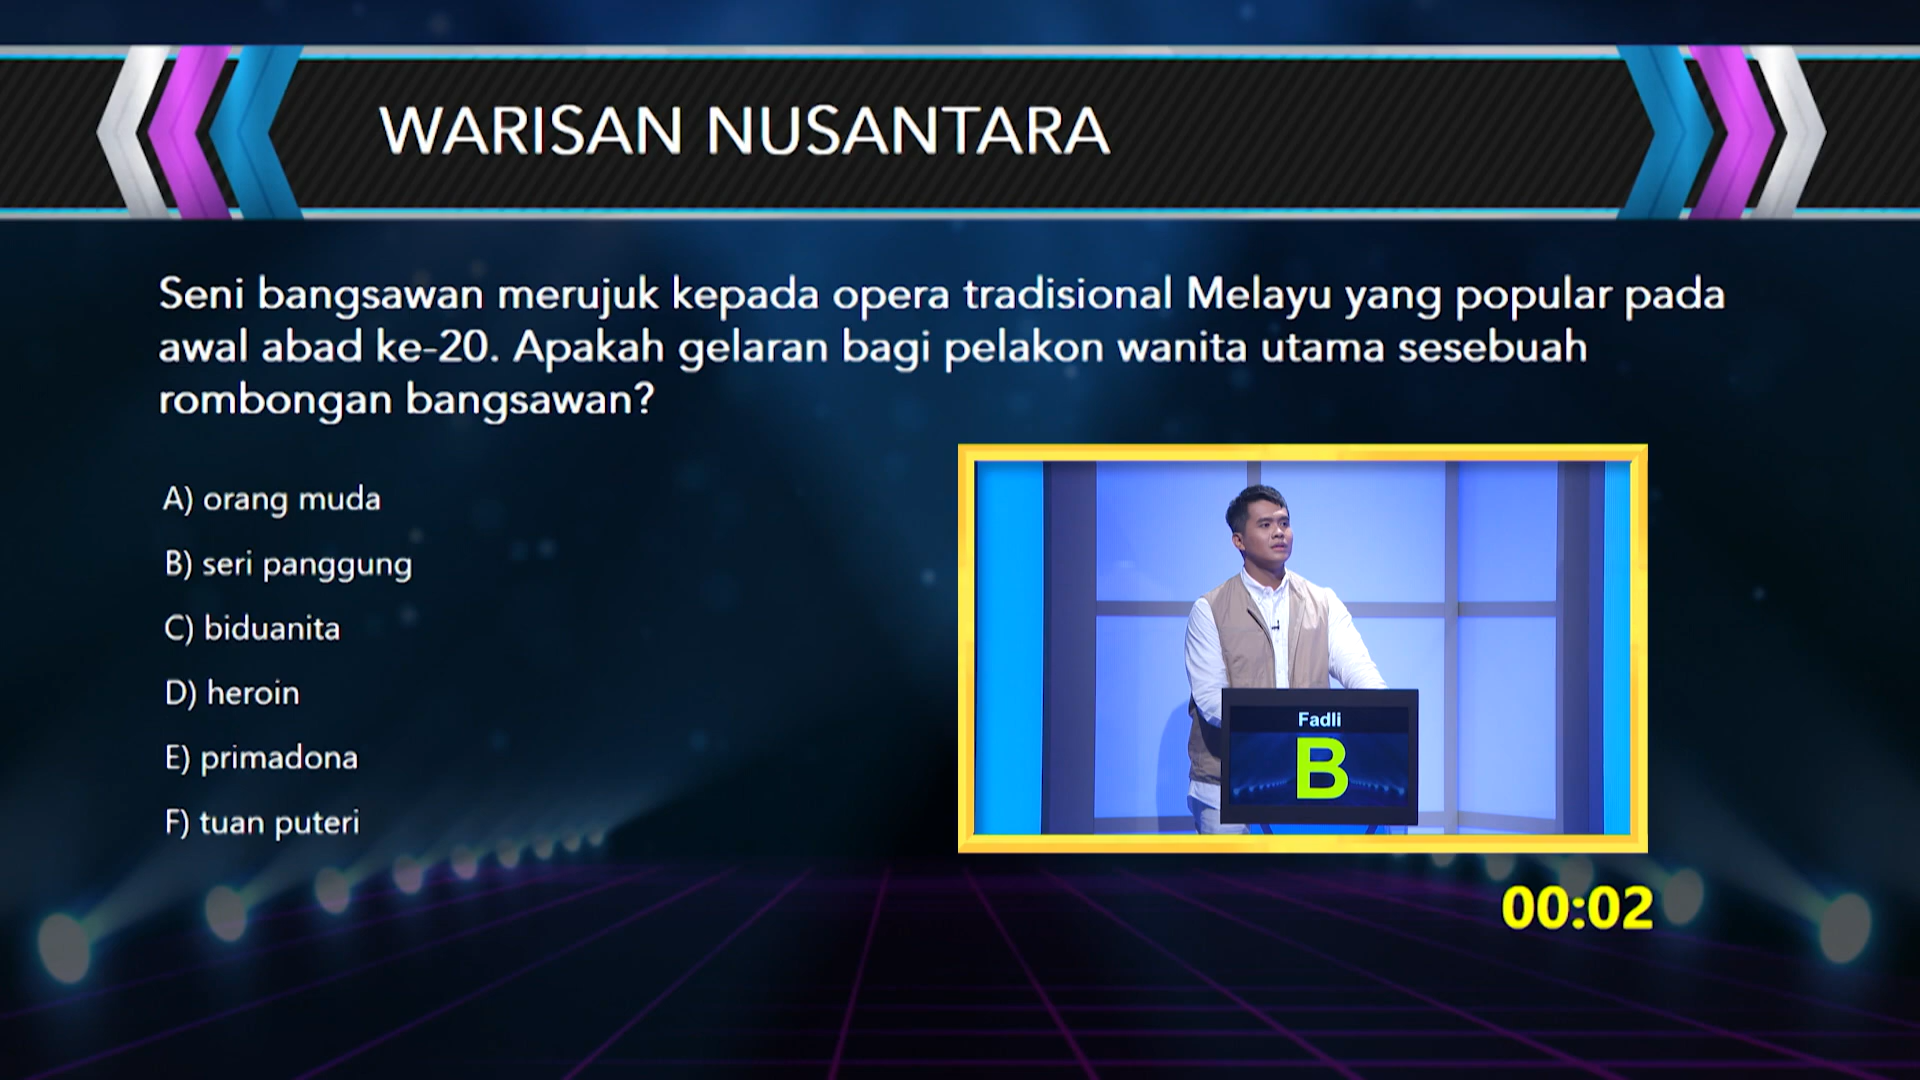 WARISAN NUSANTARA
Seni bangsawan merujuk kepada opera tradisional Melayu yang popular pada
awal abad ke-20. Apakah gelaran bagi pelakon wanita utama sesebuah
rombongan bangsawan?
A) orang muda
B) seri panggung
C) biduanita
D) heroin
E) primadona
F) tuan puteri
Fadli
B
00:02